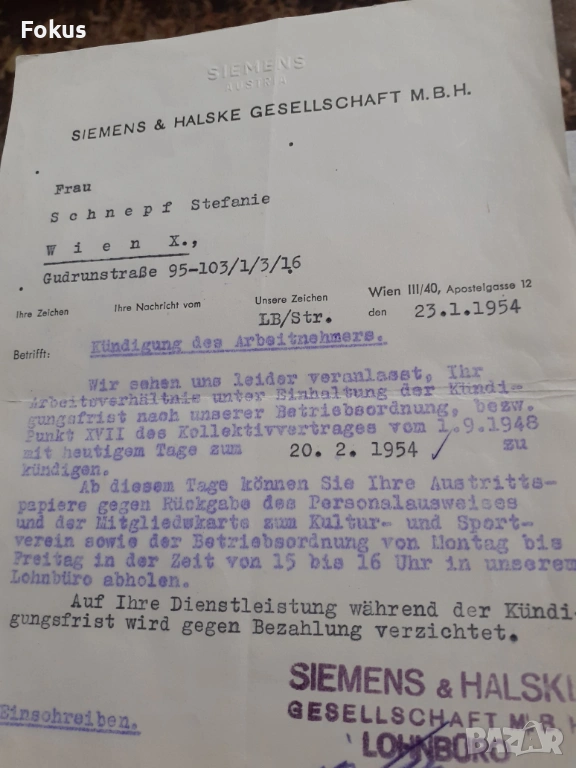 Fokus
SIEMENS
AUSTRIA
SIEMENS & HALSKE GESELLSCHAFT M.B.H.
Frau
Schnepf Stefanie
Wien X.,
Gudrunstraße 95-103/1/3/16
Ihre Zeichen Ihre Nachricht vom Unsere Zeichen Wien III/40, Apostelgasse 12
LB/Str. den 23.1.1954
Betrifft: Kündigung des Arbeitnehmers.
Wir sehen uns leider veranlasst, Ihr
Arbeitsverhältnis unter Einhaltung der Kündi-
gungsfrist nach unserer Betriebsordnung, bezw.
Punkt XVII des Kollektivvertrages vom 1.9.1948
mit heutigem Tage zum 20. 2. 1954 / zu
kündigen.
Ab diesem Tage können Sie Ihre Austritts-
papiere gegen Rückgabe des Personalausweises
und der Mitgliedskarte zum Kultur- und Sport-
verein sowie der Betriebsordnung von Montag bis
Freitag in der Zeit von 15 bis 16 Uhr in unserem
Lohnbüro abholen.
Auf Ihre Dienstleistung während der Kündi-
gungsfrist wird gegen Bezahlung verzichtet.
SIEMENS & HALSKE
GESELLSCHAFT M.B.H
LOHNBÜRO
Einschreiben.
BAZAR